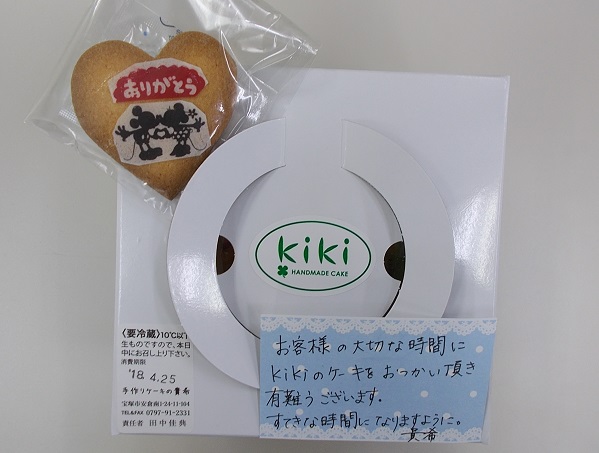 ありがとう
kiki
HANDMADE CAKE
〈要冷蔵〉10℃以下
生ものですので、本日
中にお召し上り下さい。
消費期限
'18.4.25
手作りケーキの貴希
宝塚市安倉南1-24-11-104
TEL&FAX 0797-91-2331
責任者 田中佳典
お客様の大切な時間に
kikiのケーキをおつかい頂き
有難うございます。
すてきな時間になりますように。
貴希